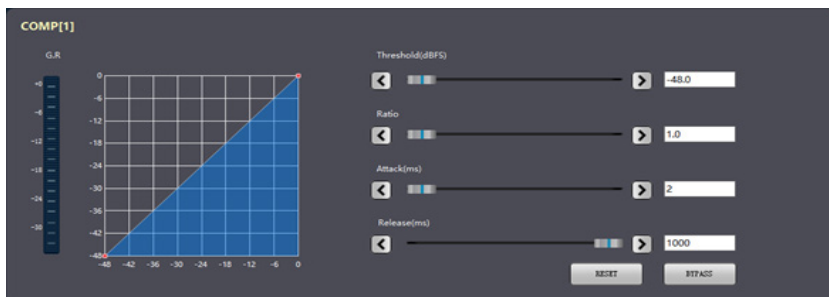 COMP[1]
G.R
Threshold(dBFS)
+0
-6
-12
-18
-24
-30
0
-6
-12
-18
-24
-30
-36
-42
-48
-48 -42 -36 -30 -24 -18 -12 -6 0
-48.0
Ratio
1.0
Attack(ms)
2
Release(ms)
1000
RESET BYPASS